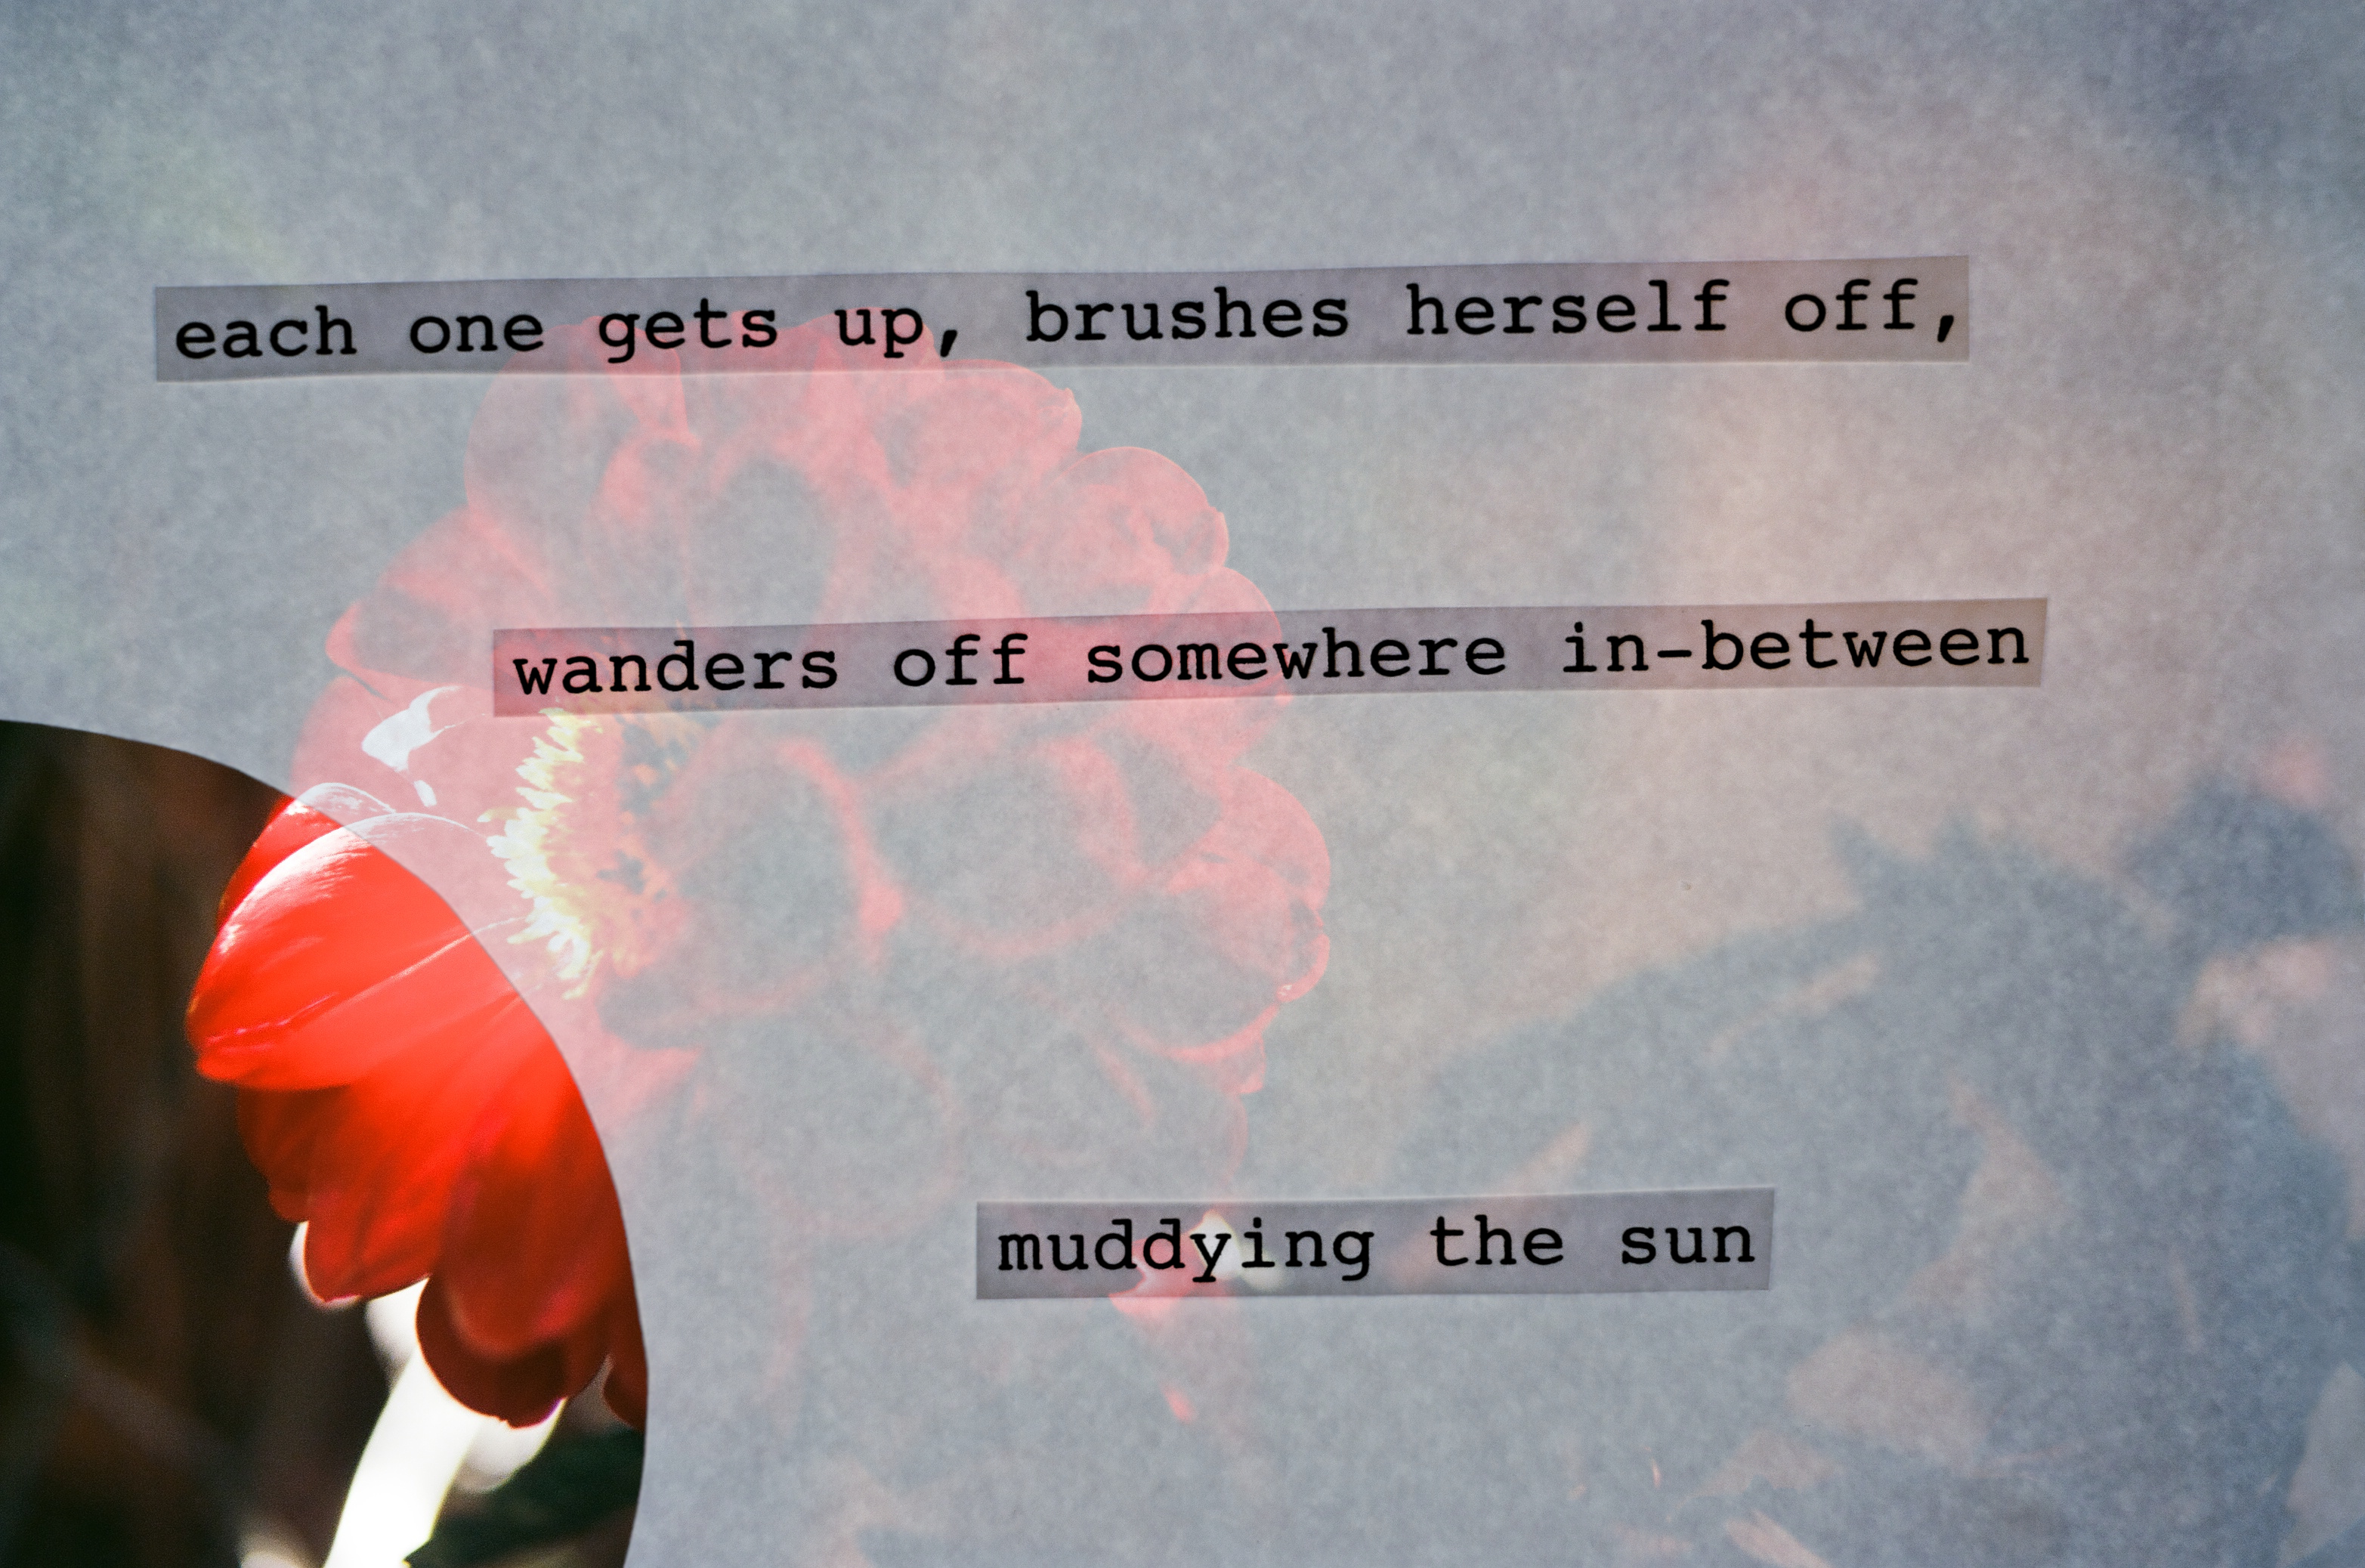 each one gets up, brushes herself off,
wanders off somewhere in-between
muddying the sun